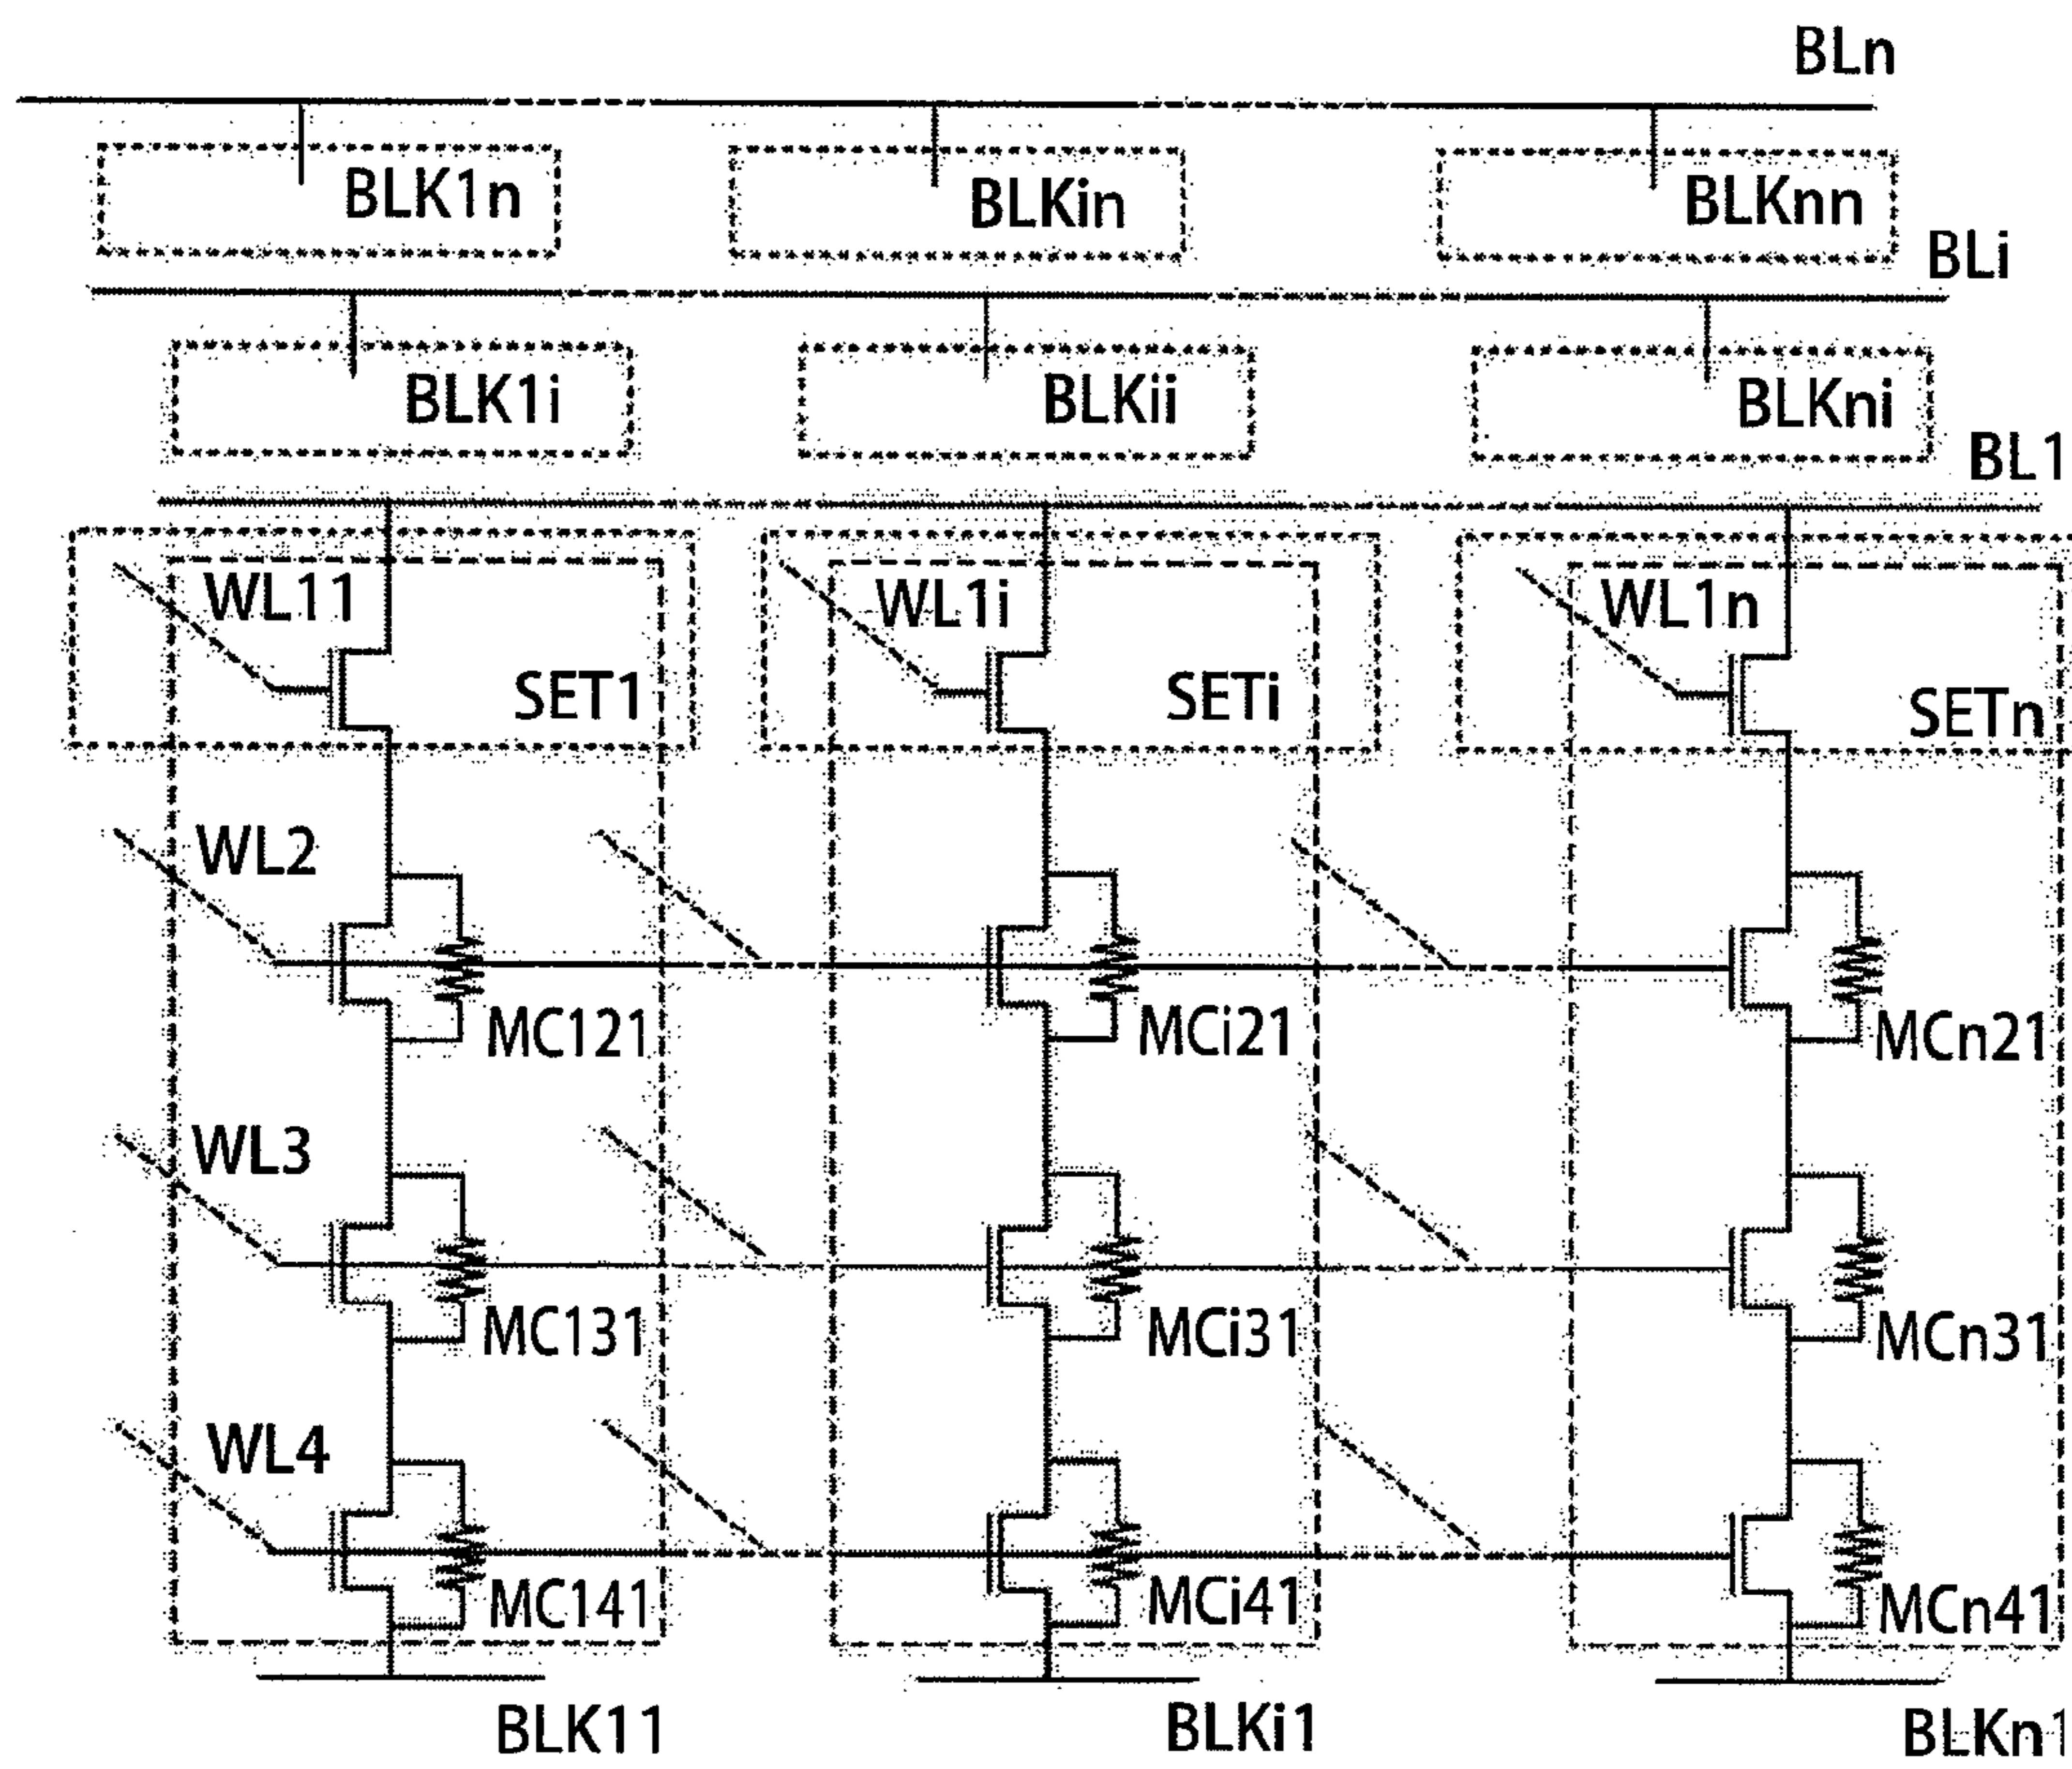 BLn
BLK1n BLKin BLKnn
BLi
BLK1i BLKii BLKni
BL1
WL11 WL1i WL1n
SET1 SETi SETn
WL2
MC121 MCi21 MCn21
WL3
MC131 MCi31 MCn31
WL4
MC141 MCi41 MCn41
BLK11 BLKi1 BLKn1